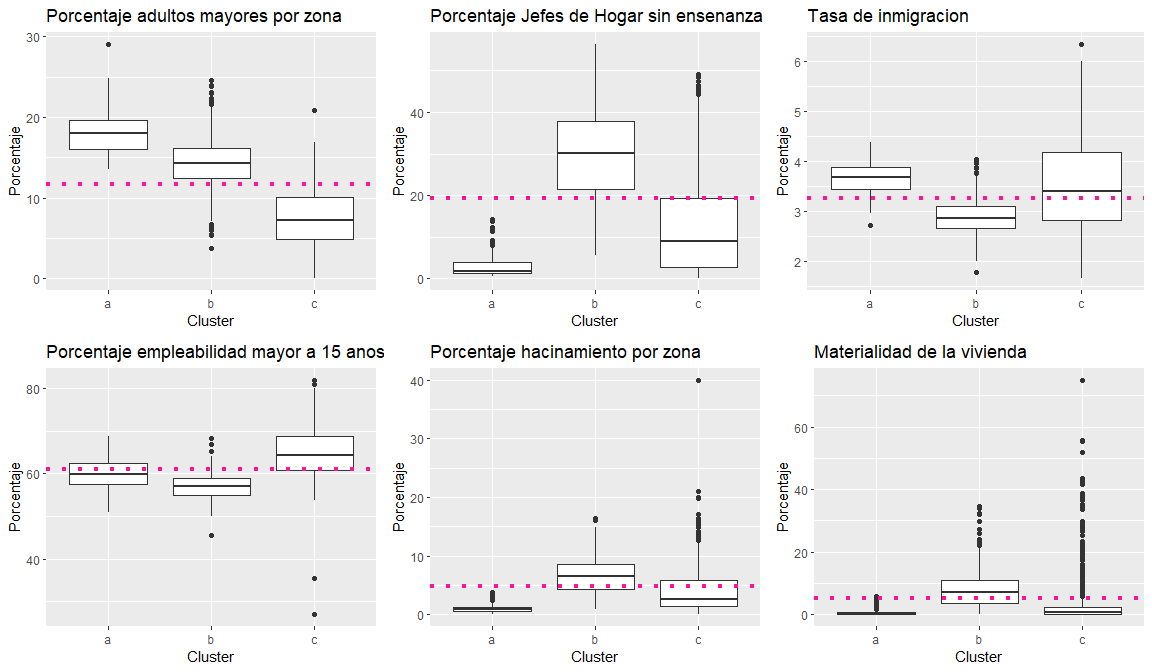 Porcentaje adultos mayores por zona
Porcentaje
30
20
10
0
a b c
Cluster
Porcentaje Jefes de Hogar sin ensenanza
Porcentaje
40
20
0
a b c
Cluster
Tasa de inmigracion
Porcentaje
6
5
4
3
2
a b c
Cluster
Porcentaje empleabilidad mayor a 15 anos
Porcentaje
80
60
40
a b c
Cluster
Porcentaje hacinamiento por zona
Porcentaje
40
30
20
10
0
a b c
Cluster
Materialidad de la vivienda
Porcentaje
60
40
20
0
a b c
Cluster